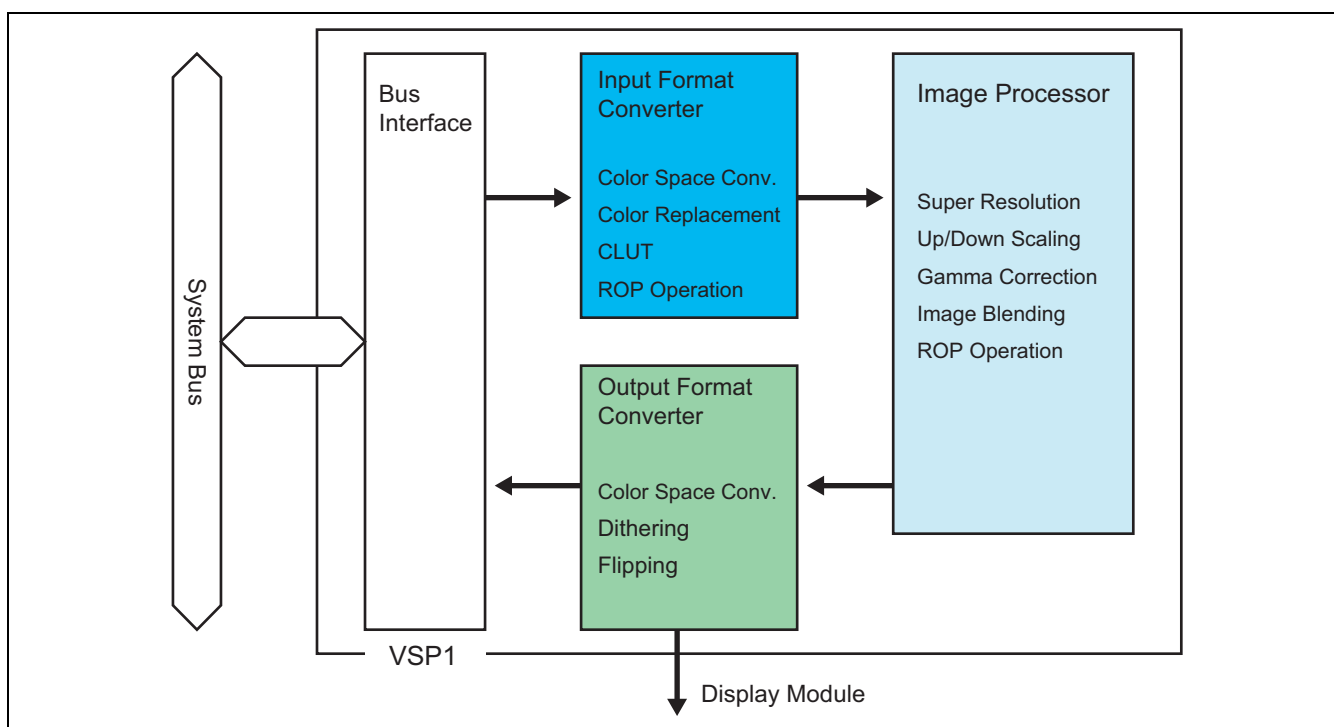 System Bus
Bus
Interface
Input Format
Converter
Color Space Conv.
Color Replacement
CLUT
ROP Operation
Image Processor
Super Resolution
Up/Down Scaling
Gamma Correction
Image Blending
ROP Operation
Output Format
Converter
Color Space Conv.
Dithering
Flipping
VSP1
Display Module